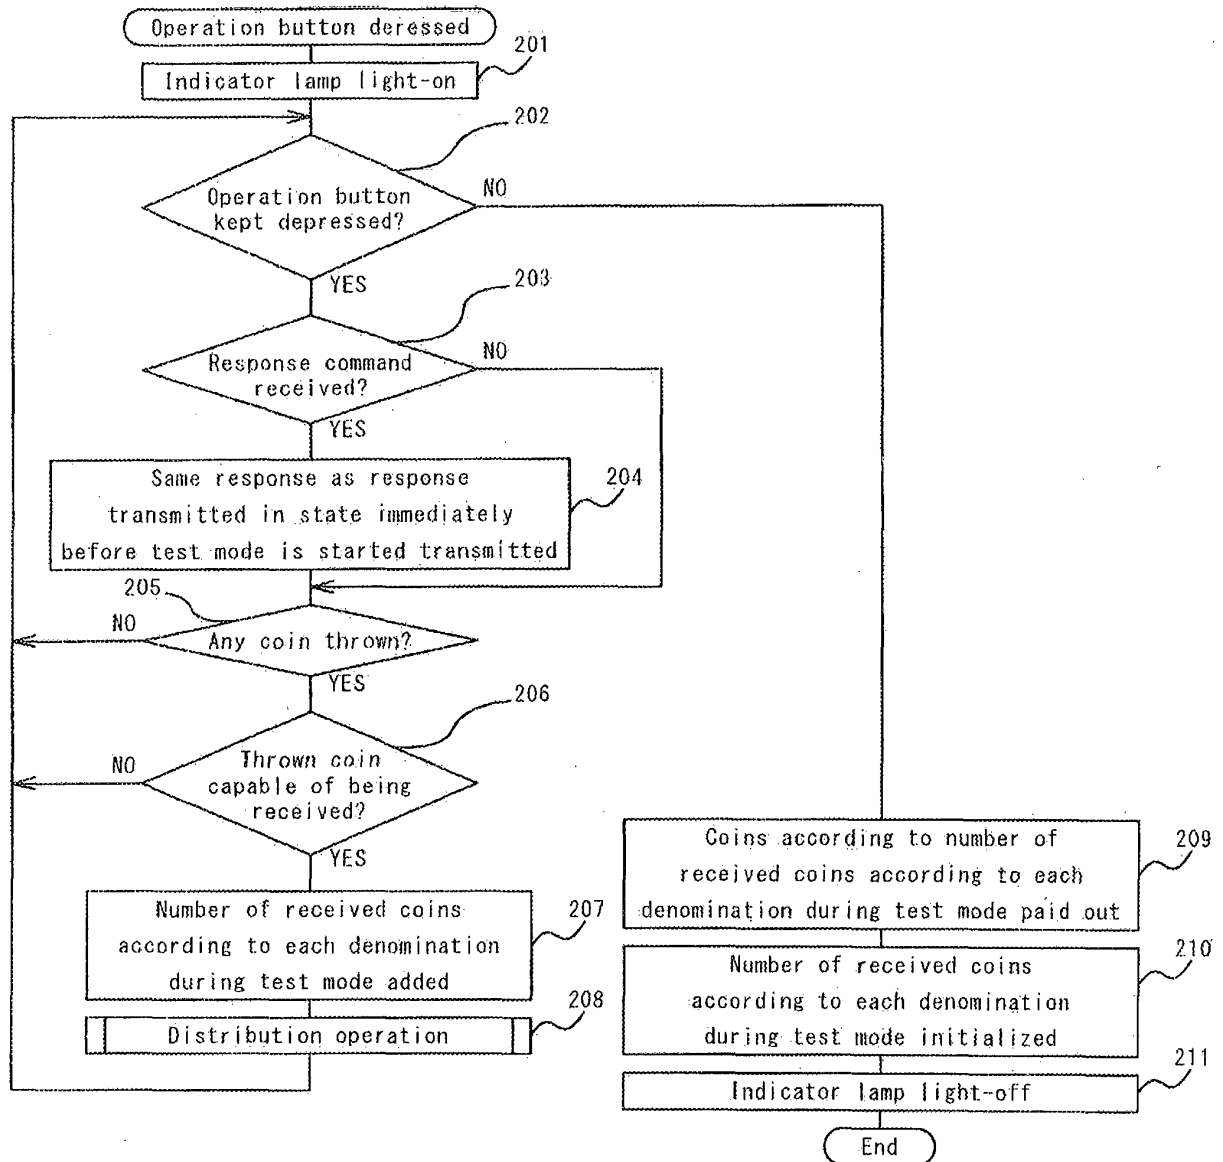 Operation button deressed
201
Indicator lamp light-on
202
Operation button
kept depressed?
NO
YES
203
Response command
received?
NO
YES
204
Same response as response
transmitted in state immediately
before test mode is started transmitted
205
NO
Any coin thrown?
YES
206
NO
Thrown coin
capable of being
received?
YES
207
Number of received coins
according to each denomination
during test mode added
208
Distribution operation
209
Coins according to number of
received coins according to each
denomination during test mode paid out
210
Number of received coins
according to each denomination
during test mode initialized
211
Indicator lamp light-off
End